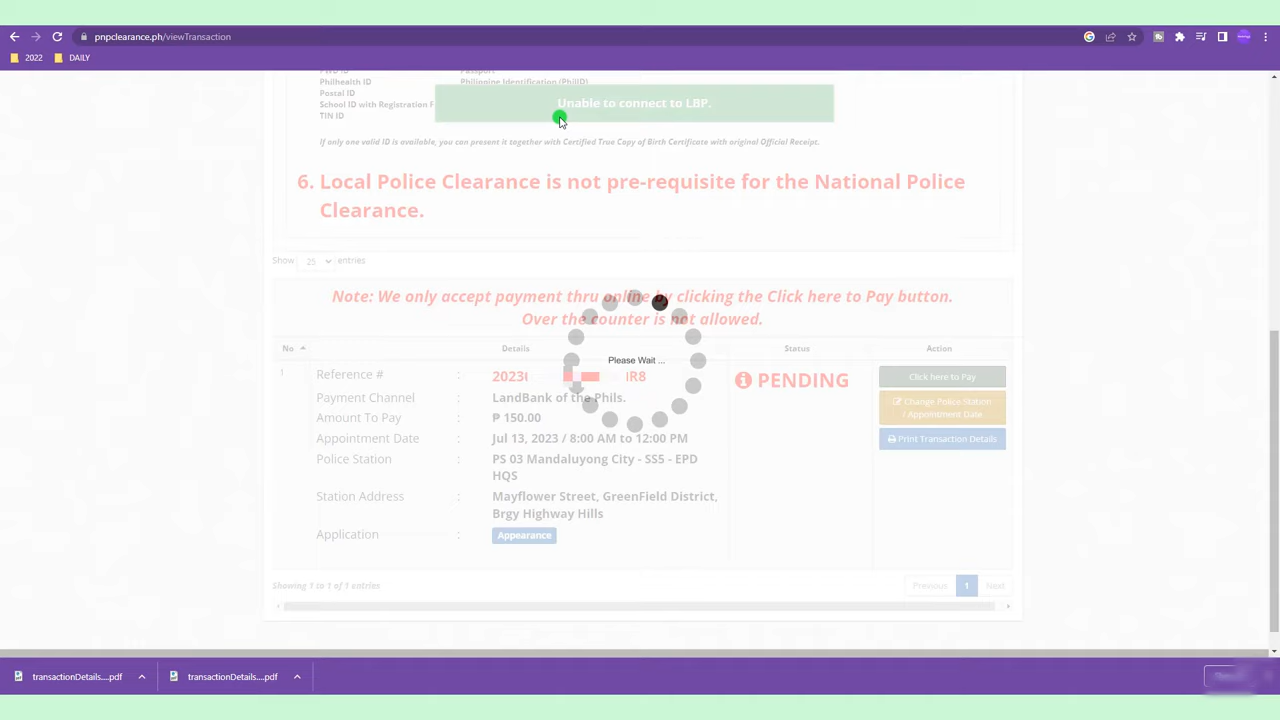 pnpclearance.ph/viewTransaction
2022 DAILY
Philhealth ID Philippine Identification (PhilID)
Postal ID
School ID with Registration F
TIN ID
Unable to connect to LBP.
If only one valid ID is available, you can present it together with Certified True Copy of Birth Certificate with original Official Receipt.
6. Local Police Clearance is not pre-requisite for the National Police
Clearance.
Show 25 entries
Note: We only accept payment thru online by clicking the Click here to Pay button.
Over the counter is not allowed.
No Details Status Action
1 Reference # : 2023 IR8 PENDING Click here to Pay
Payment Channel : LandBank of the Phils.
Change Police Station
/ Appointment Date
Amount To Pay : ₱ 150.00
Appointment Date : Jul 13, 2023 / 8:00 AM to 12:00 PM
Print Transaction Details
Police Station : PS 03 Mandaluyong City - SS5 - EPD
HQS
Station Address : Mayflower Street, GreenField District,
Brgy Highway Hills
Application : Appearance
Please Wait ...
Showing 1 to 1 of 1 entries
Previous 1 Next
transactionDetails....pdf transactionDetails....pdf